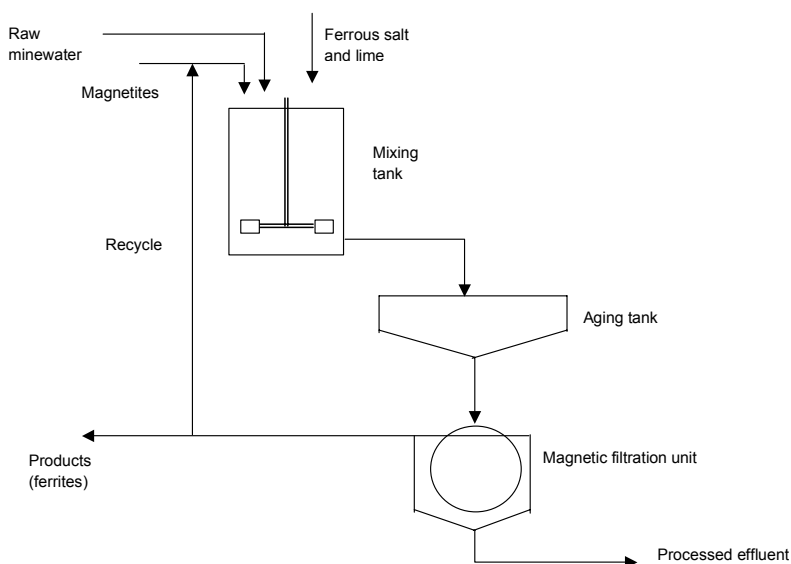 Raw
minewater
Ferrous salt
and lime
Magnetites
Mixing
tank
Recycle
Aging tank
Products
(ferrites)
Magnetic filtration unit
Processed effluent